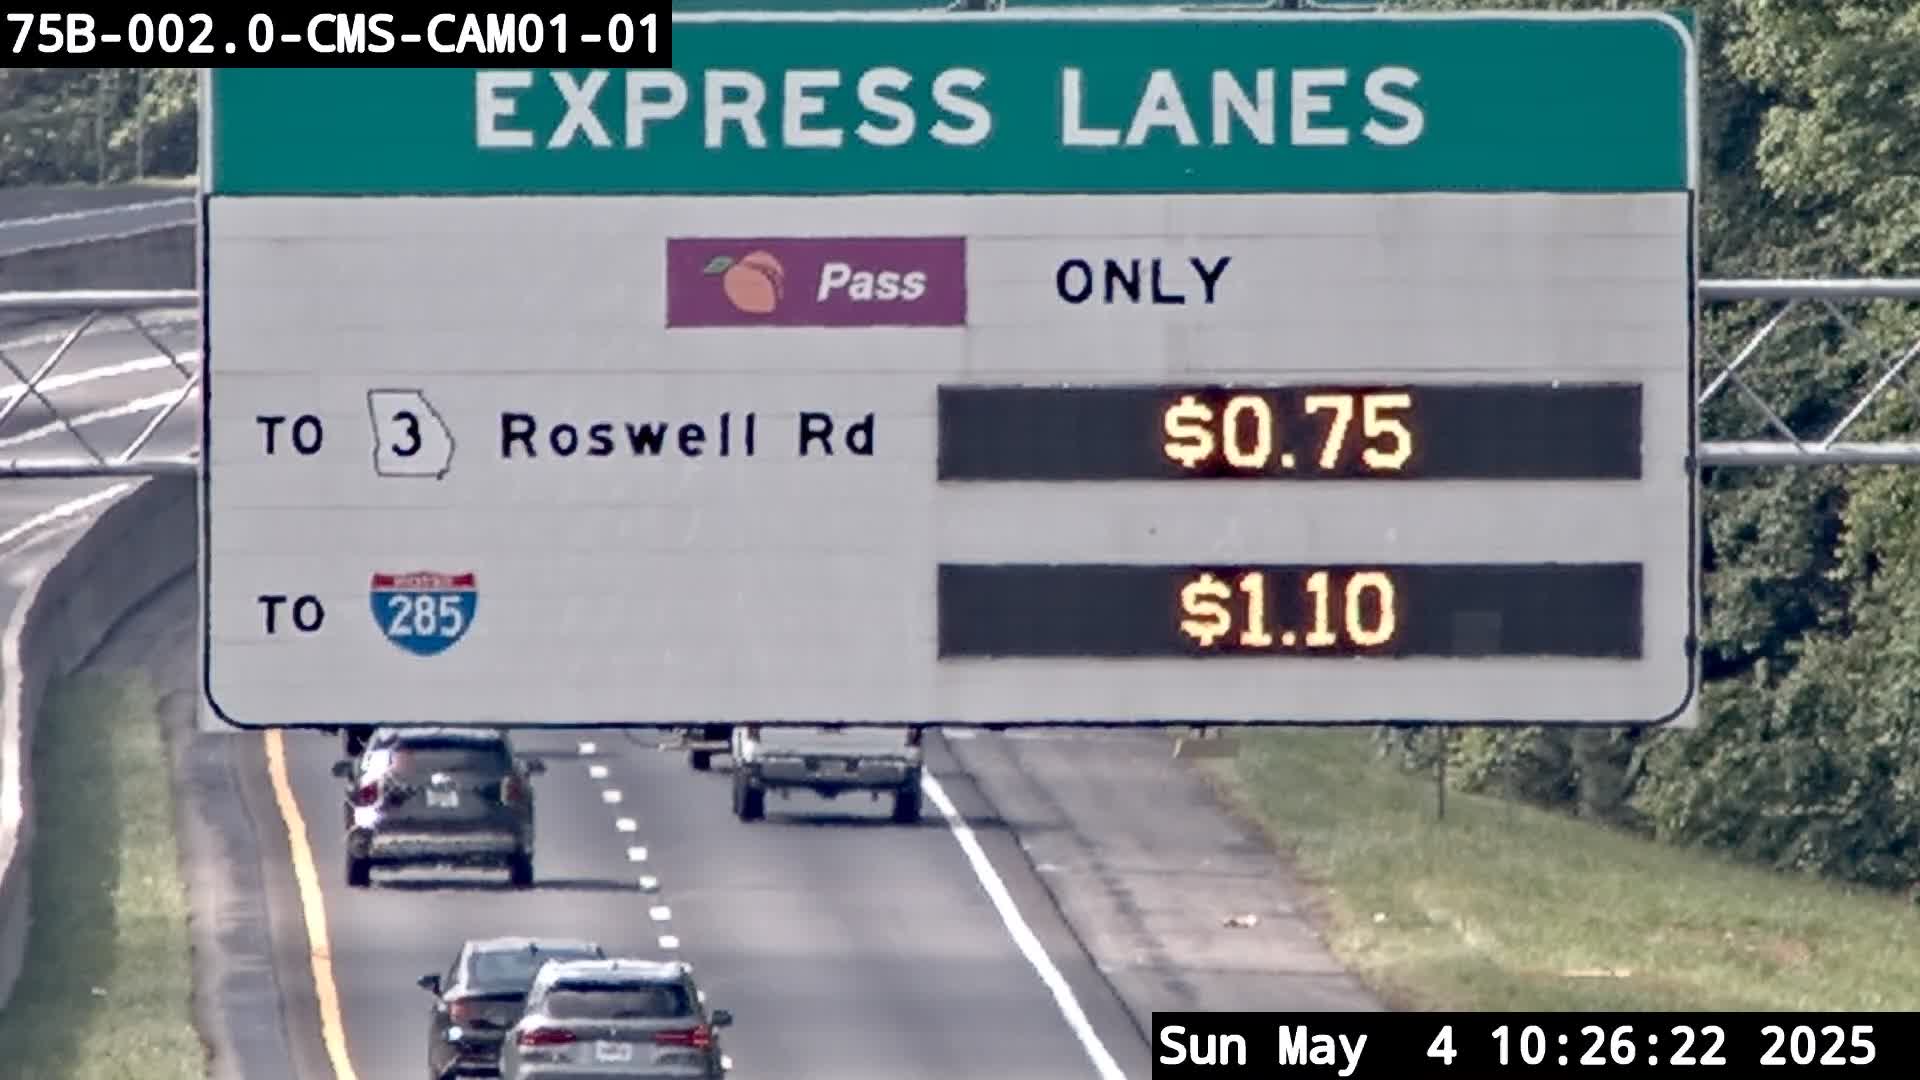 75B-002.0-CMS-CAM01-01
EXPRESS LANES
Pass ONLY
TO 3 Roswell Rd $0.75
TO 285 $1.10
Sun May 4 10:26:22 2025